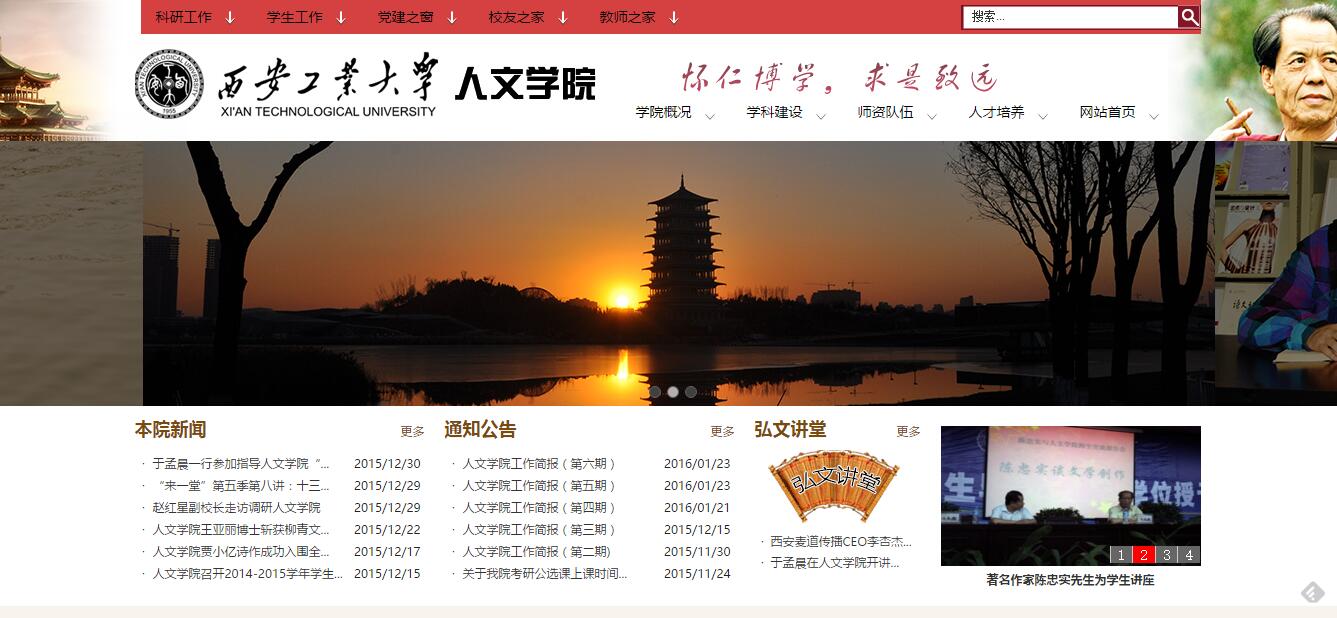 科研工作 学生工作 党建之窗 校友之家 教师之家 搜索...
西安工业大学 人文学院
XI'AN TECHNOLOGICAL UNIVERSITY
XI'AN TECHNOLOGICAL UNIVERSITY
1955
怀仁博学，求是致远
学院概况 学科建设 师资队伍 人才培养 网站首页
本院新闻 更多
· 于孟晨一行参加指导人文学院“... 2015/12/30
· “来一堂”第五季第八讲：十三... 2015/12/29
· 赵红星副校长走访调研人文学院 2015/12/29
· 人文学院王亚丽博士斩获柳青文... 2015/12/22
· 人文学院贾小亿诗作成功入围全... 2015/12/17
· 人文学院召开2014-2015学年学生... 2015/12/15
通知公告 更多
· 人文学院工作简报（第六期） 2016/01/23
· 人文学院工作简报（第五期） 2016/01/23
· 人文学院工作简报（第四期） 2016/01/21
· 人文学院工作简报（第三期） 2015/12/15
· 人文学院工作简报（第二期) 2015/11/30
· 关于我院考研公选课上课时间... 2015/11/24
弘文讲堂 更多
弘文讲堂
· 西安麦道传播CEO李杏杰...
· 于孟晨在人文学院开讲...
陈忠实谈文学创作
1 2 3 4
著名作家陈忠实先生为学生讲座